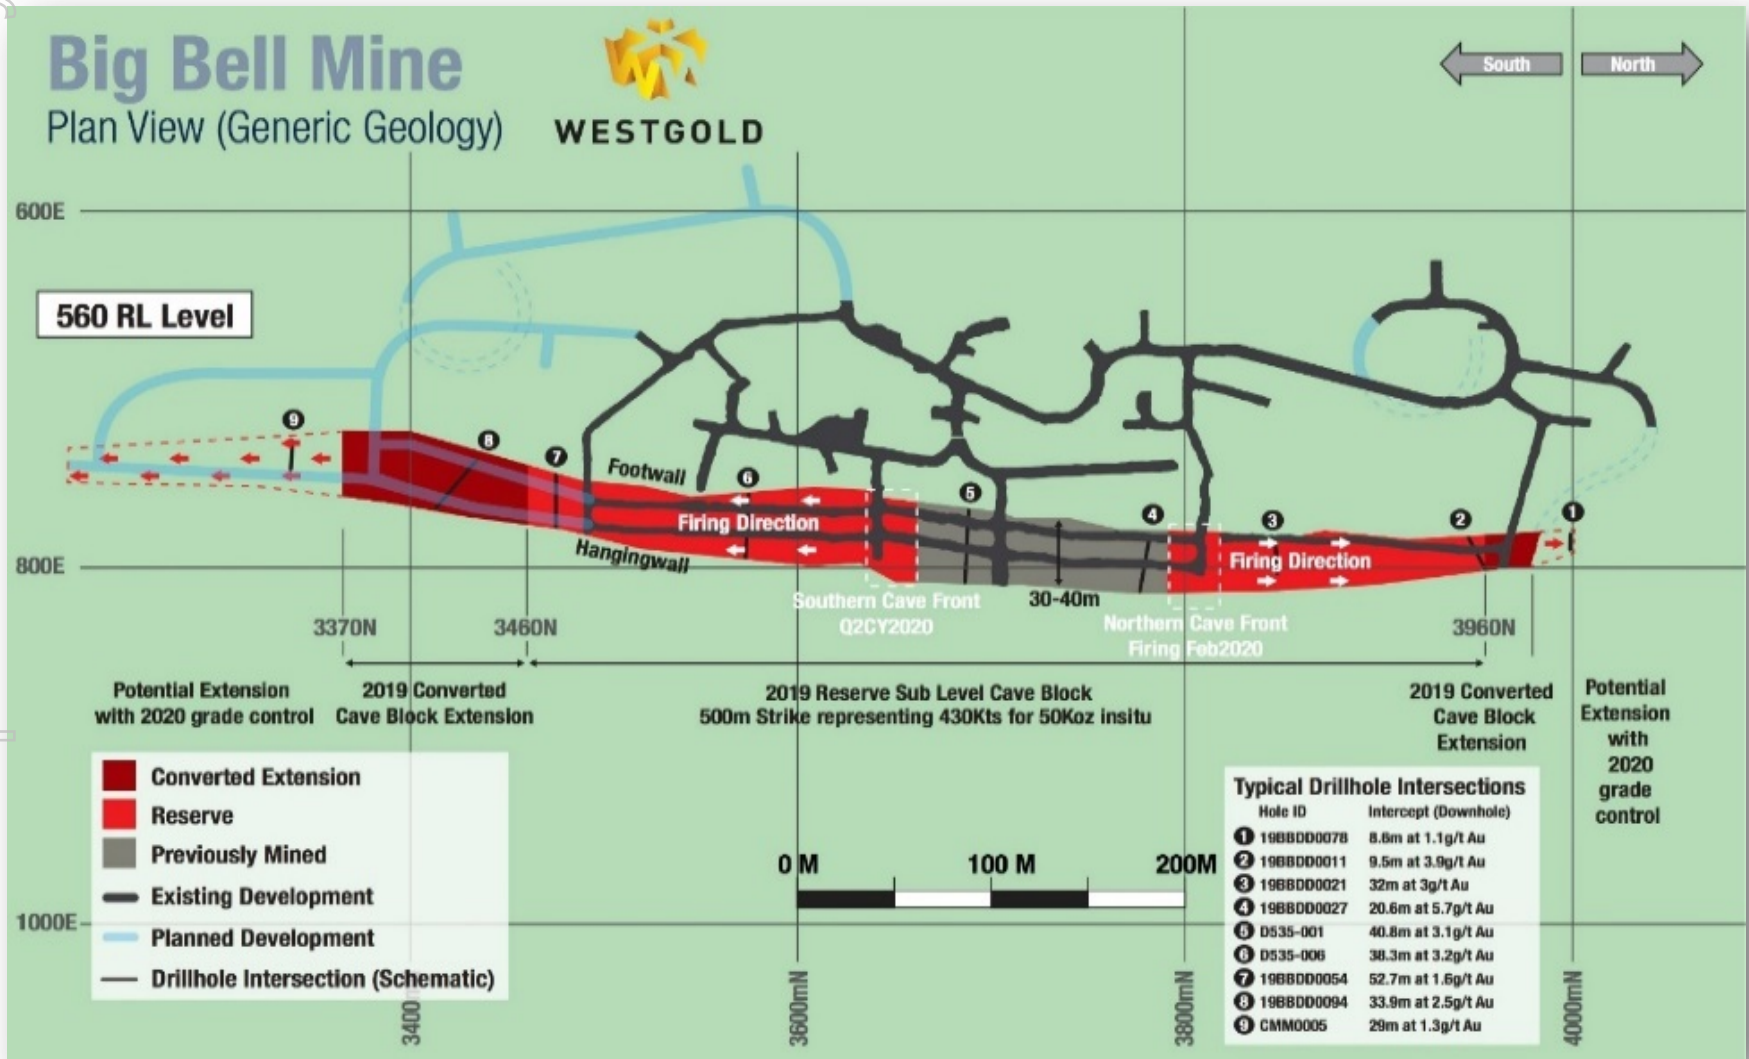 Big Bell Mine
Plan View (Generic Geology)
WESTGOLD
South
North
600E
560 RL Level
9
8
7
6
5
4
3
2
1
Footwall
Firing Direction
Hangingwall
Firing Direction
800E
Southern Cave Front
Q2CY2020
30-40m
Northern Cave Front
Firing Feb2020
3370N
3460N
3960N
Potential Extension
with 2020 grade control
2019 Converted
Cave Block Extension
2019 Reserve Sub Level Cave Block
500m Strike representing 430Kts for 50Koz insitu
2019 Converted
Cave Block
Extension
Potential
Extension
with
2020
grade
control
Converted Extension
Reserve
Previously Mined
Existing Development
Planned Development
Drillhole Intersection (Schematic)
0 M 100 M 200M
1000E
Typical Drillhole Intersections
Hole ID Intercept (Downhole)
1 19BBDD0078 8.6m at 1.1g/t Au
2 19BBDD0011 9.5m at 3.9g/t Au
3 19BBDD0021 32m at 3g/t Au
4 19BBDD0027 20.6m at 5.7g/t Au
5 D535-001 40.8m at 3.1g/t Au
6 D535-006 38.3m at 3.2g/t Au
7 19BBDD0054 52.7m at 1.6g/t Au
8 19BBDD0094 33.9m at 2.5g/t Au
9 CMM0005 29m at 1.3g/t Au
3400
3600mN
3800mN
4000mN